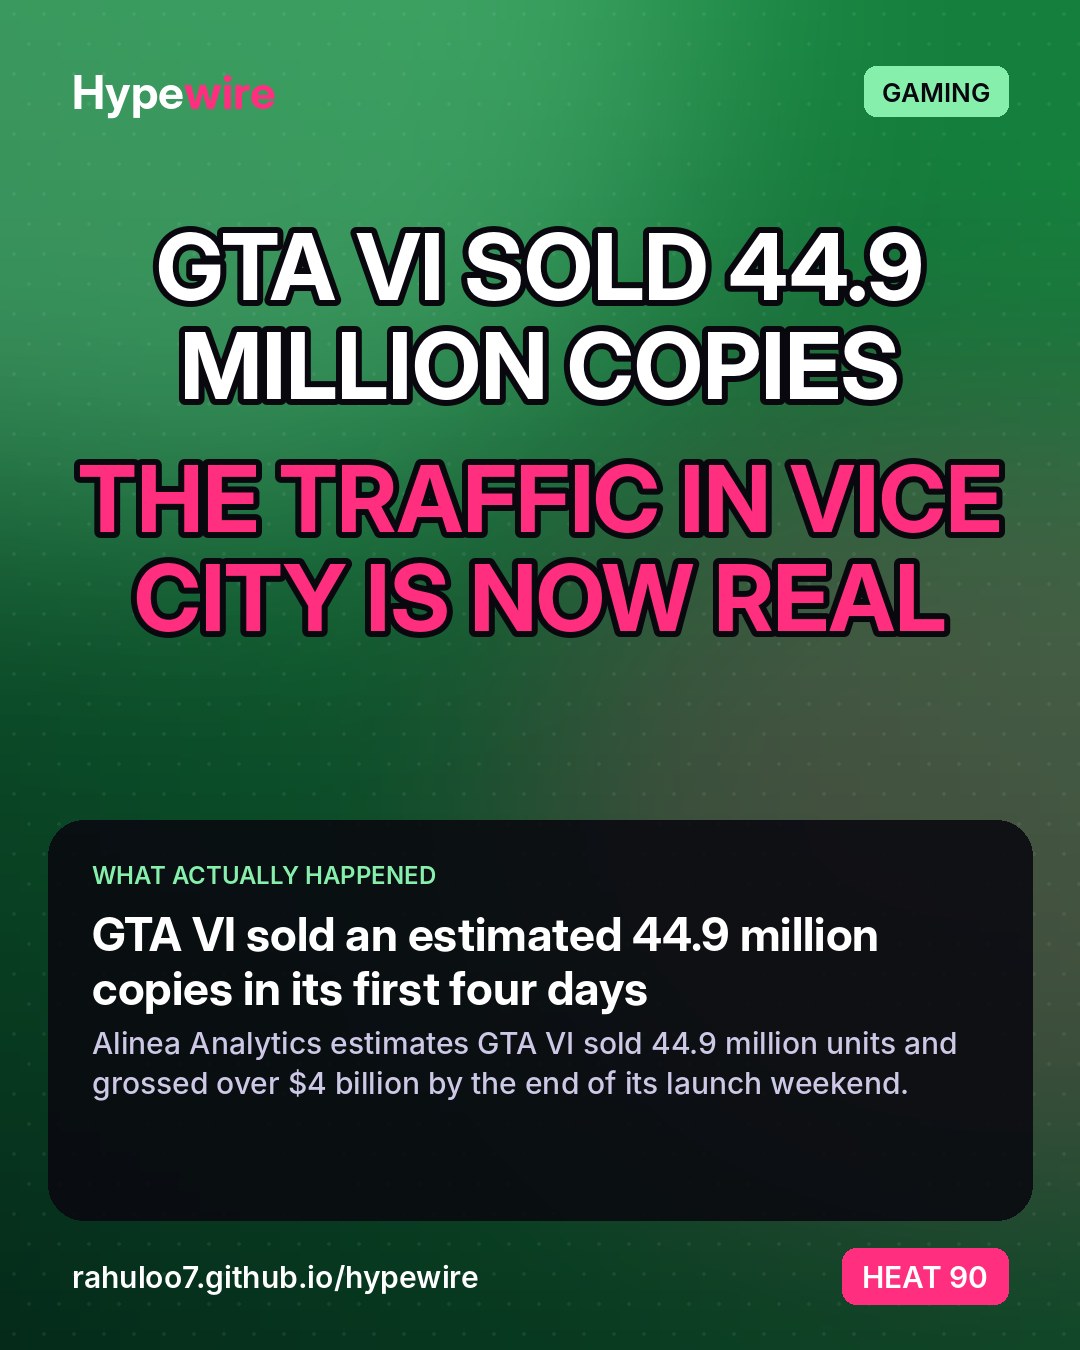 Hypewire
GAMING
GTA VI SOLD 44.9
MILLION COPIES
THE TRAFFIC IN VICE
CITY IS NOW REAL
WHAT ACTUALLY HAPPENED
GTA VI sold an estimated 44.9 million
copies in its first four days
Alinea Analytics estimates GTA VI sold 44.9 million units and
grossed over $4 billion by the end of its launch weekend.
rahuloo7.github.io/hypewire
HEAT 90